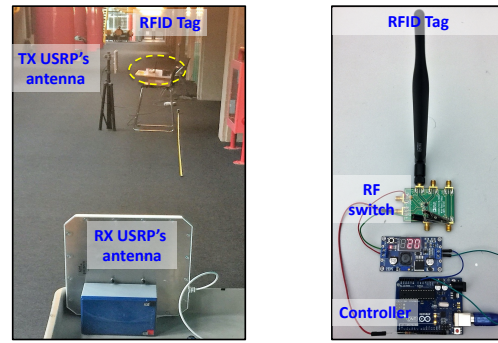 RFID Tag
TX USRP's
antenna
RX USRP's
antenna
RFID Tag
RF
switch
20
Controller